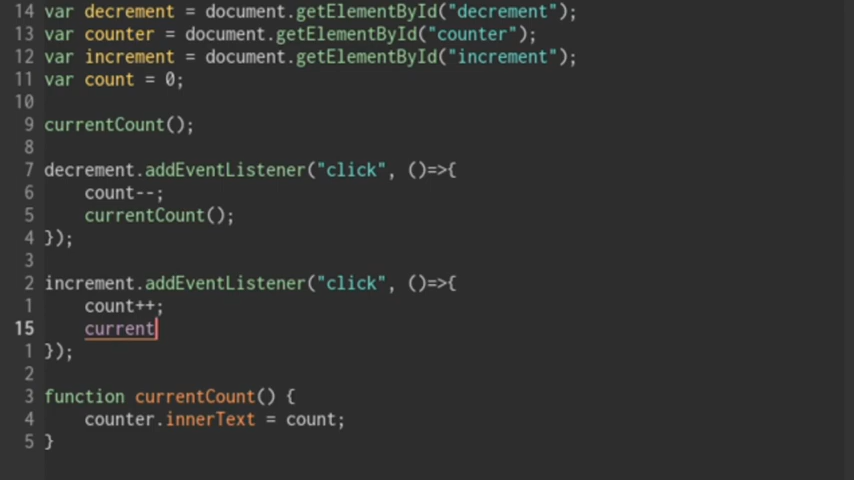 14 var decrement = document.getElementById("decrement");
13 var counter = document.getElementById("counter");
12 var increment = document.getElementById("increment");
11 var count = 0;
10
9 currentCount();
8
7 decrement.addEventListener("click", ()=>{
6 count--;
5 currentCount();
4 });
3
2 increment.addEventListener("click", ()=>{
1 count++;
15 current
1 });
2
3 function currentCount() {
4 counter.innerText = count;
5 }